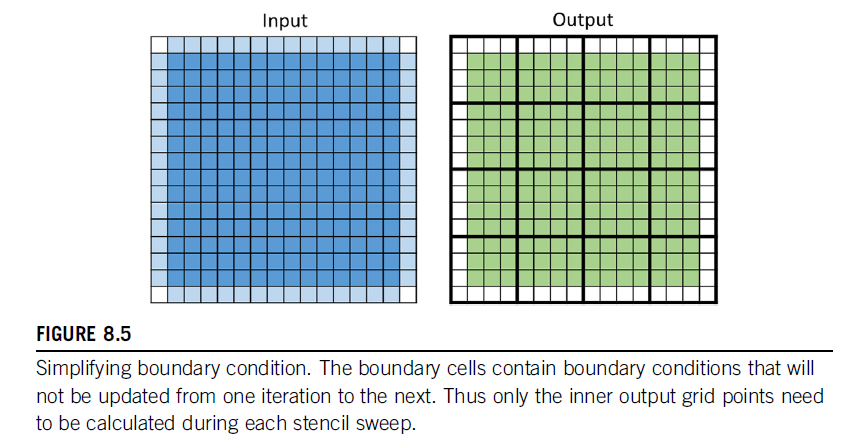 Input
Output
FIGURE 8.5
Simplifying boundary condition. The boundary cells contain boundary conditions that will
not be updated from one iteration to the next. Thus only the inner output grid points need
to be calculated during each stencil sweep.